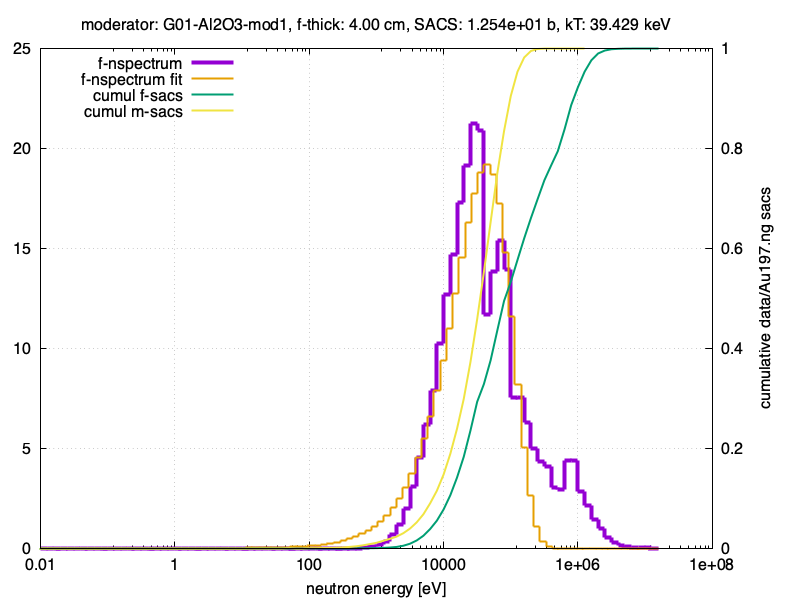 moderator: G01-Al2O3-mod1, f-thick: 4.00 cm, SACS: 1.254e+01 b, kT: 39.429 keV
f-nspectrum
f-nspectrum fit
cumul f-sacs
cumul m-sacs
25
20
15
10
5
0
1
0.8
0.6
0.4
0.2
0
cumulative data/Au197.ng sacs
0.01
1
100
10000
1e+06
1e+08
neutron energy [eV]